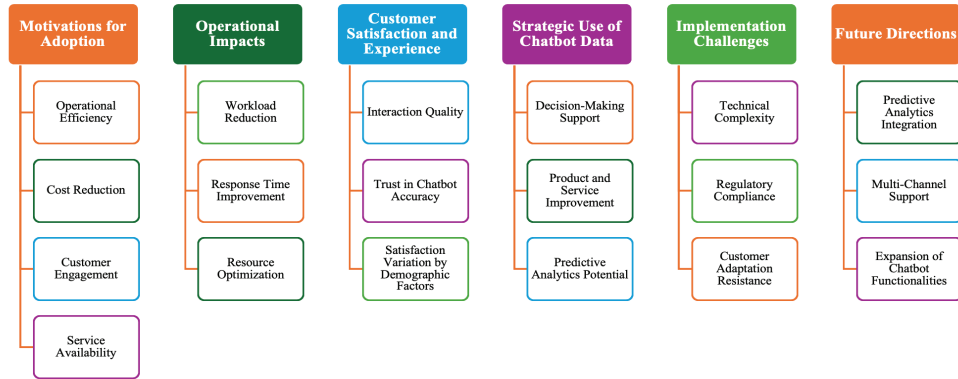 Motivations for
Adoption
Operational
Efficiency
Cost Reduction
Customer
Engagement
Service
Availability
Operational
Impacts
Workload
Reduction
Response Time
Improvement
Resource
Optimization
Customer
Satisfaction and
Experience
Interaction Quality
Trust in Chatbot
Accuracy
Satisfaction
Variation by
Demographic
Factors
Strategic Use of
Chatbot Data
Decision-Making
Support
Product and
Service
Improvement
Predictive
Analytics Potential
Implementation
Challenges
Technical
Complexity
Regulatory
Compliance
Customer
Adaptation
Resistance
Future Directions
Predictive
Analytics
Integration
Multi-Channel
Support
Expansion of
Chatbot
Functionalities